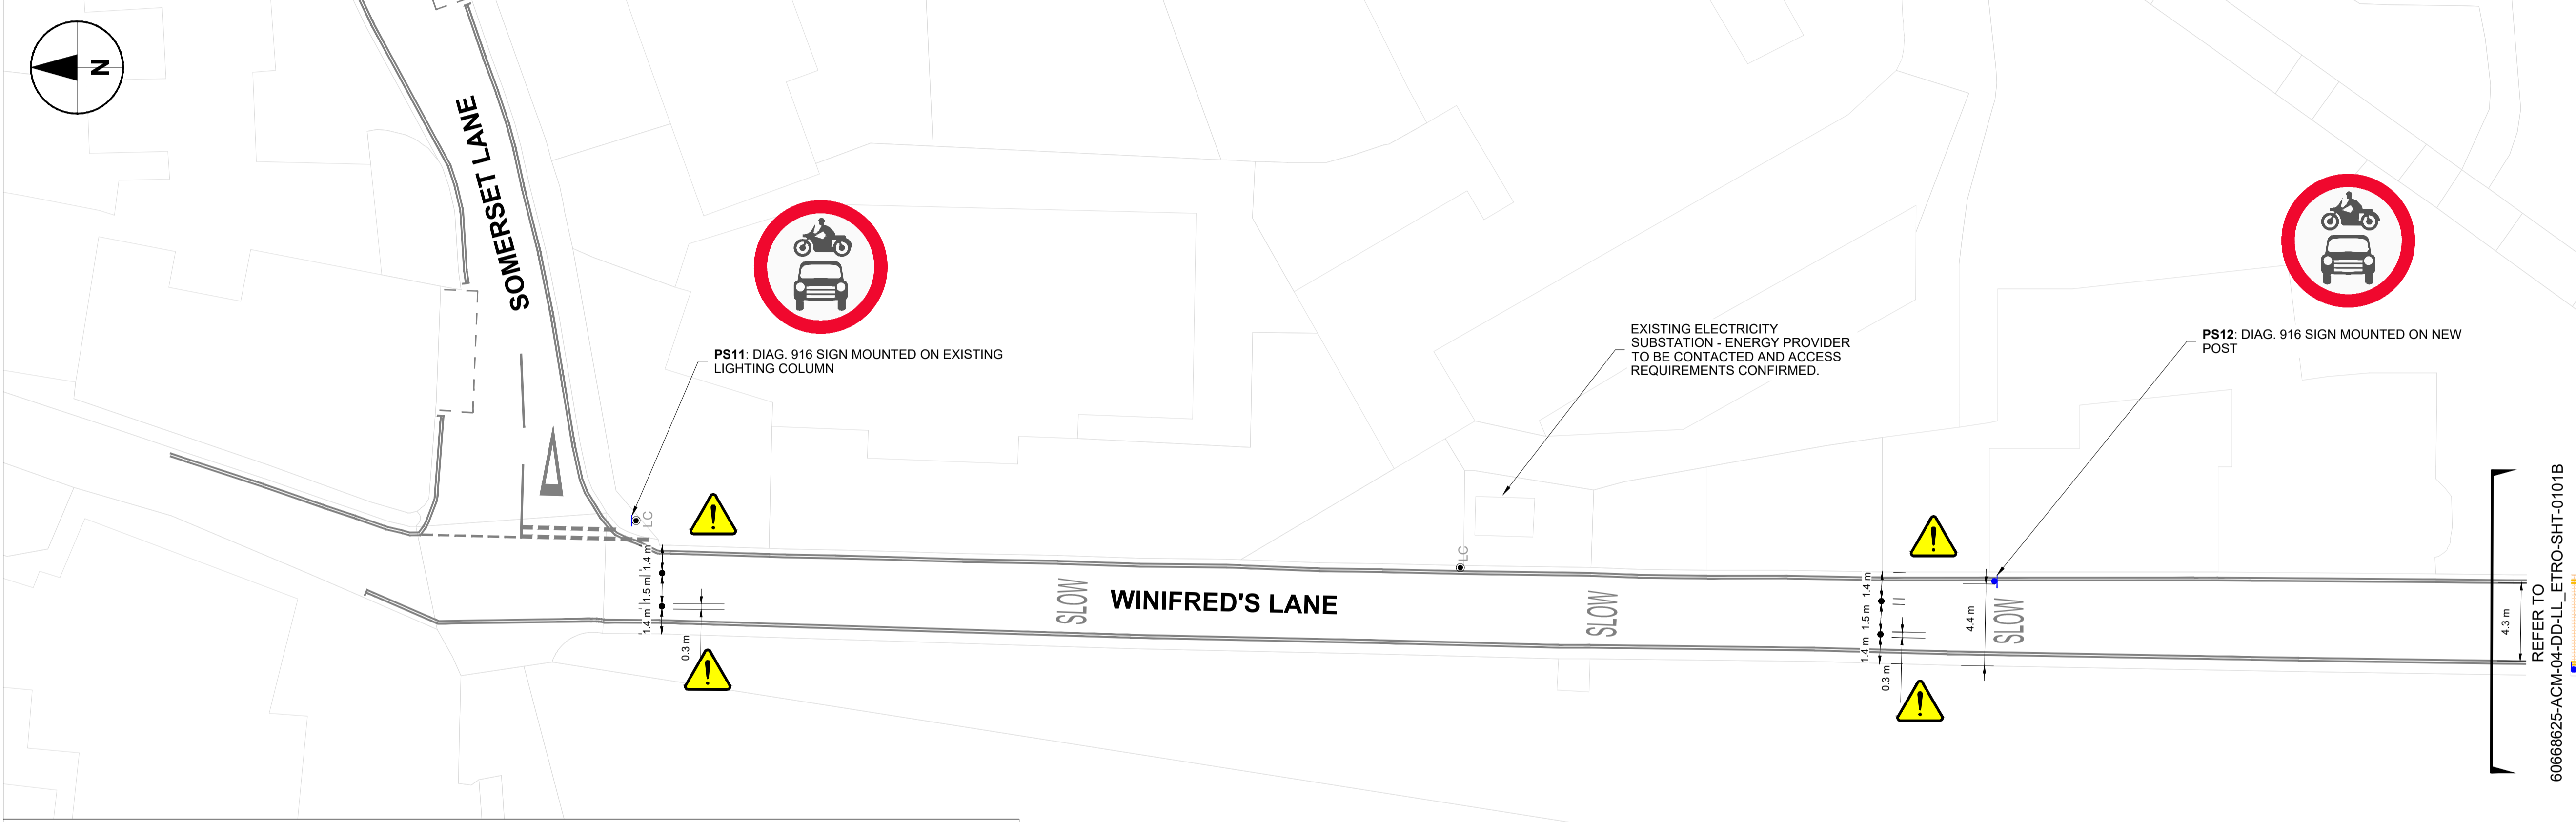 N
SOMERSET LANE
PS11: DIAG. 916 SIGN MOUNTED ON EXISTING
LIGHTING COLUMN
EXISTING ELECTRICITY
SUBSTATION - ENERGY PROVIDER
TO BE CONTACTED AND ACCESS
REQUIREMENTS CONFIRMED.
PS12: DIAG. 916 SIGN MOUNTED ON NEW
POST
LC
LC
1.4 m
1.5 m
1.4 m
0.3 m
SLOW
WINIFRED'S LANE
SLOW
1.4 m
1.5 m
1.4 m
0.3 m
4.4 m
SLOW
4.3 m
REFER TO
60668625-ACM-04-DD-LL_ETRO-SHT-0101B